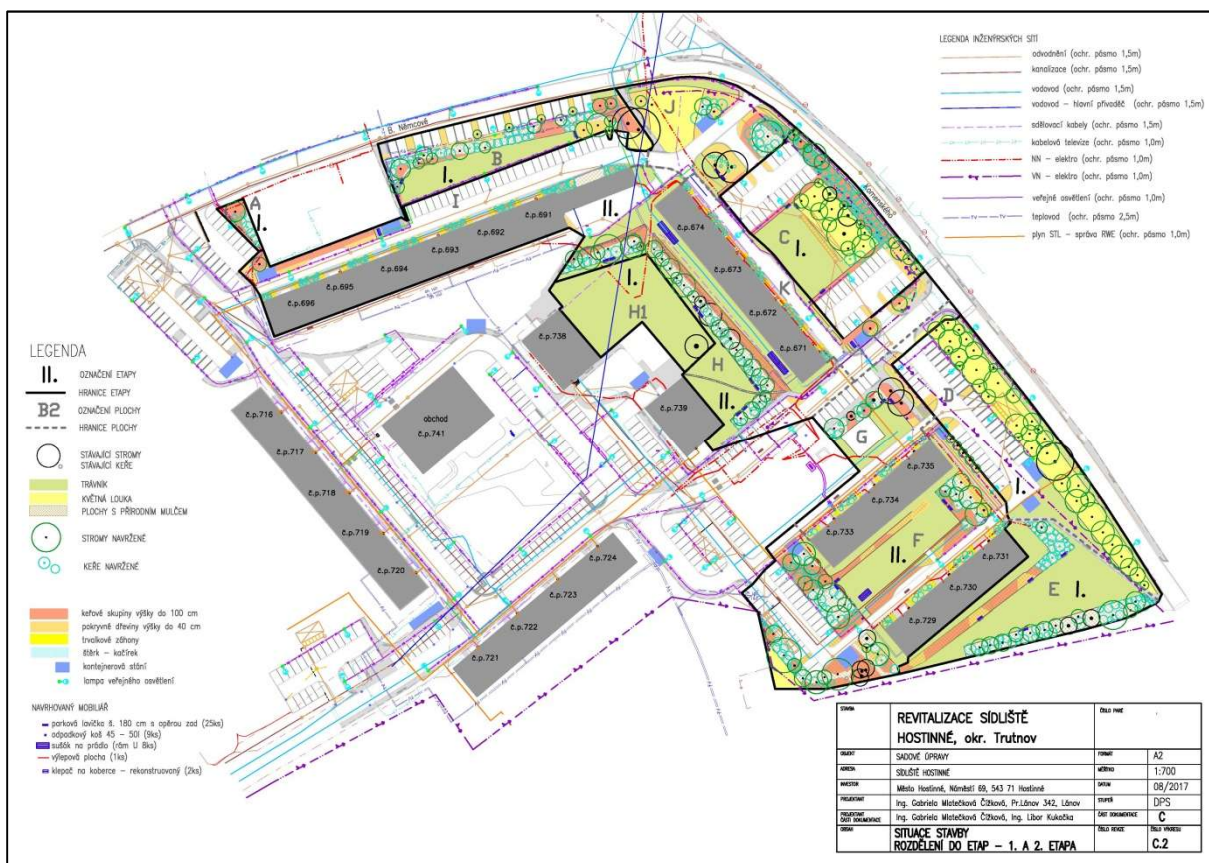 LEGENDA INŽENÝRSKÝCH SÍTÍ
odvodnění (ochr. pásmo 1,5m)
kanalizace (ochr. pásmo 1,5m)
vodovod (ochr. pásmo 1,5m)
vodovod – hlavní přivaděč (ochr. pásmo 1,5m)
sdělovací kabely (ochr. pásmo 1,5m)
kabelová televize (ochr. pásmo 1,0m)
NN – elektro (ochr. pásmo 1,0m)
VN – elektro (ochr. pásmo 1,0m)
veřejné osvětlení (ochr. pásmo 1,0m)
teplovod (ochr. pásmo 2,5m)
plyn STL – správa RWE (ochr. pásmo 1,0m)
B. Němcové
Komenského
J
B
I.
A
I.
I
II.
č.p.691
č.p.692
č.p.693
č.p.694
č.p.695
č.p.696
č.p.674
č.p.673
č.p.672
č.p.671
K
C
I.
I.
H1
H
II.
č.p.738
č.p.739
obchod
č.p.741
D
G
I.
č.p.735
č.p.734
č.p.733
F
II.
č.p.731
č.p.730
č.p.729
E
I.
č.p.716
č.p.717
č.p.718
č.p.719
č.p.720
č.p.724
č.p.723
č.p.722
č.p.721
LEGENDA
II. OZNAČENÍ ETAPY
HRANICE ETAPY
B2 OZNAČENÍ PLOCHY
HRANICE PLOCHY
STÁVAJÍCÍ STROMY
STÁVAJÍCÍ KEŘE
TRÁVNÍK
KVĚTNÁ LOUKA
PLOCHY S PŘÍRODNÍM MULČEM
STROMY NAVRŽENÉ
KEŘE NAVRŽENÉ
keřové skupiny výšky do 100 cm
pokryvné dřeviny výšky do 40 cm
trvalkové záhony
štěrk – kačírek
kontejnerová stání
lampa veřejného osvětlení
NAVRHOVANÝ MOBILIÁŘ
parková lavička š. 180 cm s opěrou zad (25ks)
odpadkový koš 45 – 50l (9ks)
sušák na prádlo (rám U 8ks)
výlepová plocha (1ks)
klepač na koberce – rekonstruovaný (2ks)
STAVBA
REVITALIZACE SÍDLIŠTĚ
HOSTINNÉ, okr. Trutnov
ČÍSLO PARÉ
OBJEKT SADOVÉ ÚPRAVY FORMÁT A2
ADRESA SÍDLIŠTĚ HOSTINNÉ MĚŘÍTKO 1:700
INVESTOR Město Hostinné, Náměstí 69, 543 71 Hostinné DATUM 08/2017
PROJEKTANT Ing. Gabriela Mlatečková Čížková, Pr.Lánov 342, Lánov STUPEŇ DPS
PROJEKTANT ČÁSTI DOKUMENTACE Ing. Gabriela Mlatečková Čížková, Ing. Libor Kukačka ČÁST DOKUMENTACE C
OBSAH
SITUACE STAVBY
ROZDĚLENÍ DO ETAP – 1. A 2. ETAPA
ČÍSLO REVIZE
ČÍSLO VÝKRESU
C.2